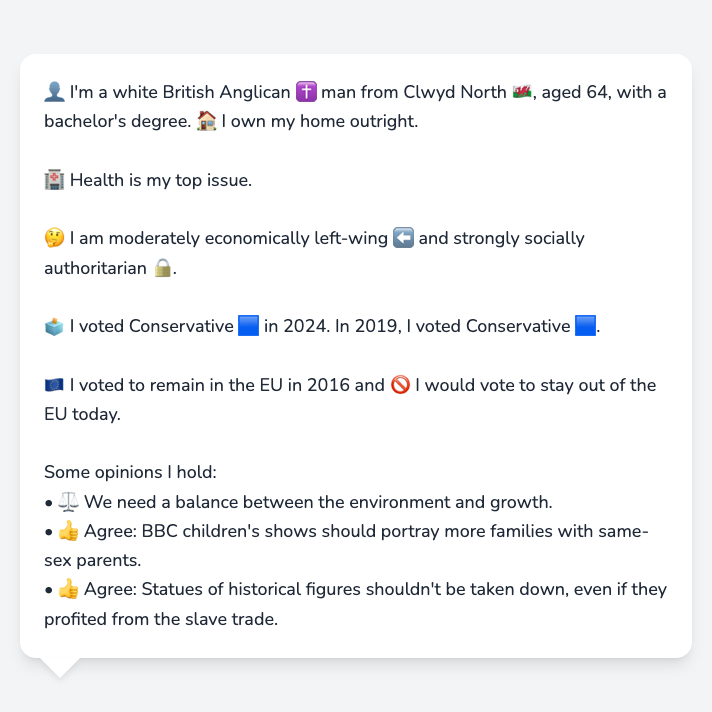 👤 I'm a white British Anglican ✝️ man from Clwyd North 🏴󠁧󠁢󠁷󠁬󠁳󠁿, aged 64, with a
bachelor's degree. 🏠 I own my home outright.
🏥 Health is my top issue.
🤔 I am moderately economically left-wing ⬅️ and strongly socially
authoritarian 🔒.
🗳️ I voted Conservative 🟦 in 2024. In 2019, I voted Conservative 🟦.
🇪🇺 I voted to remain in the EU in 2016 and 🚫 I would vote to stay out of the
EU today.
Some opinions I hold:
• ⚖️ We need a balance between the environment and growth.
• 👍 Agree: BBC children's shows should portray more families with same-
sex parents.
• 👍 Agree: Statues of historical figures shouldn't be taken down, even if they
profited from the slave trade.